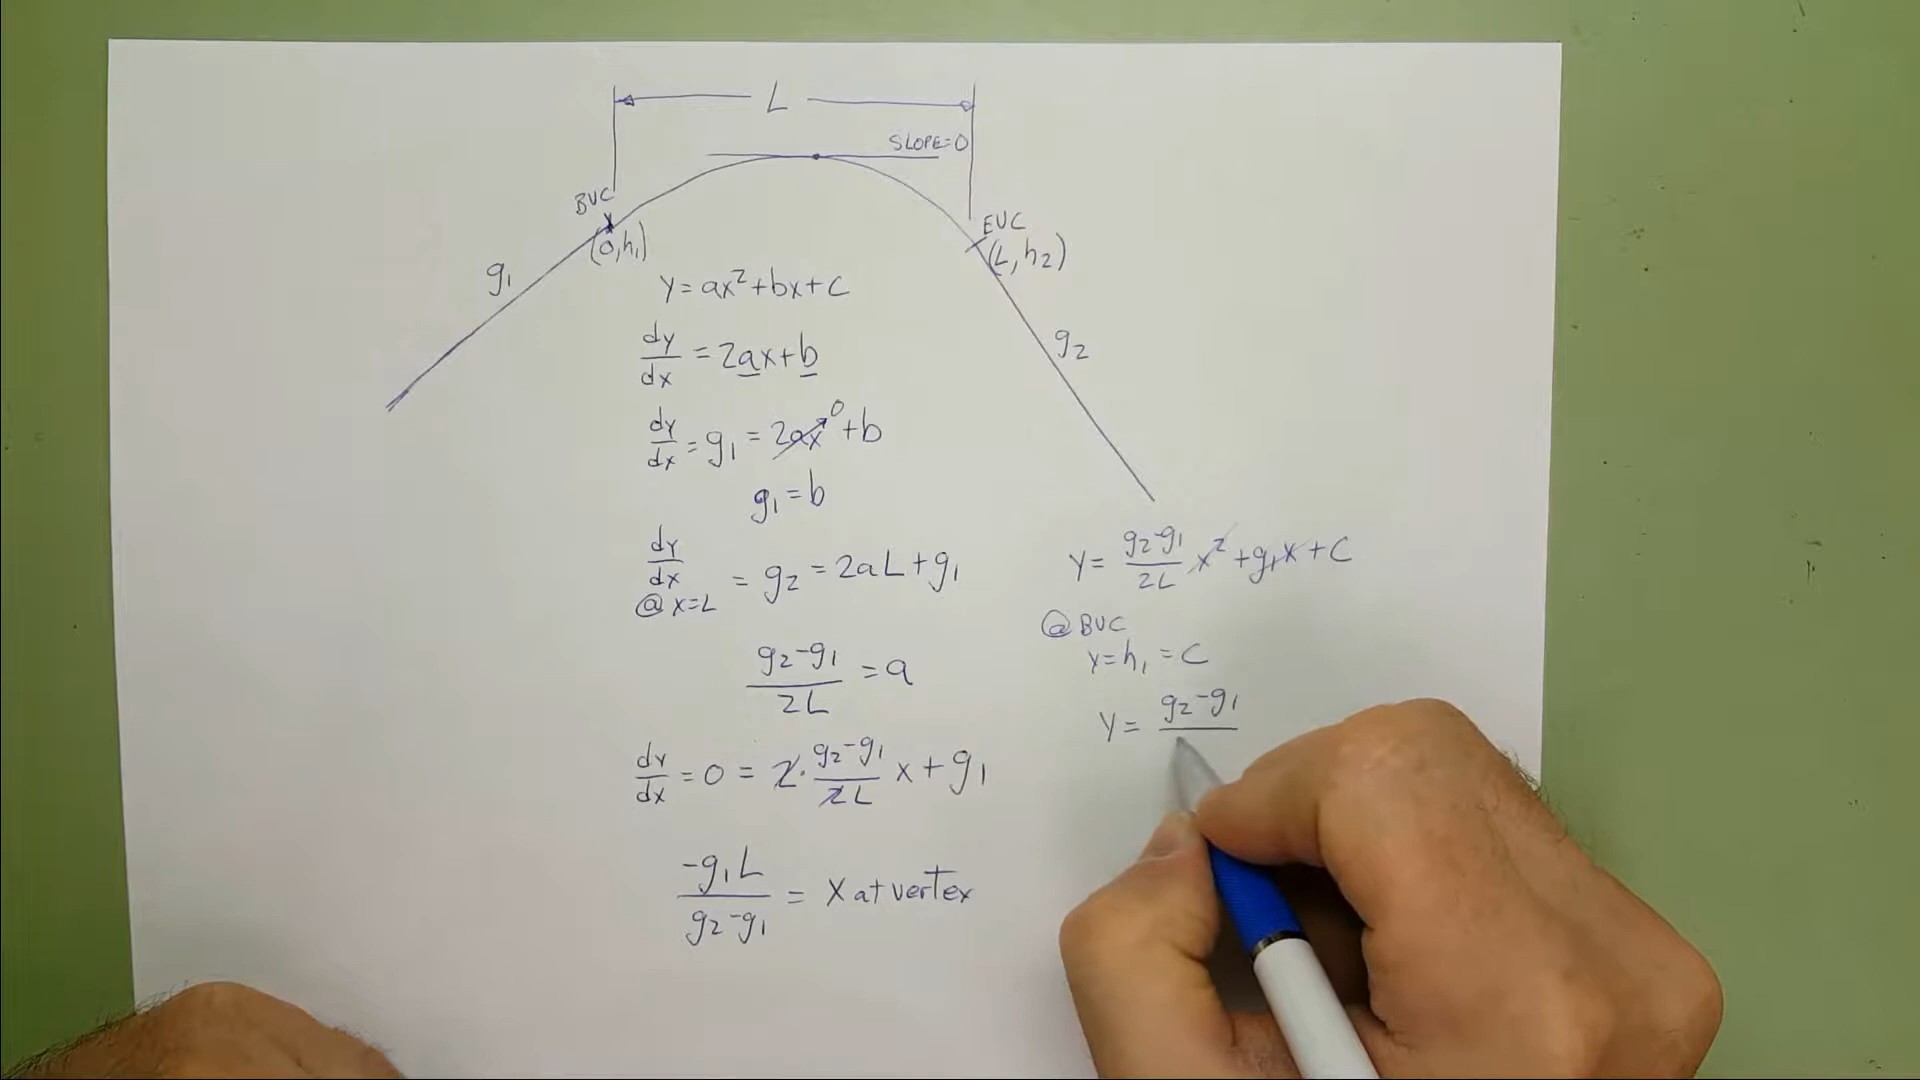 L
SLOPE=0
BVC
(0,h₁)
EVC
(L,h₂)
g₁
g₂
y=ax²+bx+c
dy/dx = 2ax+b
dy/dx = g₁ = 2ax⁰+b
g₁=b
dy/dx @ x=L = g₂ = 2aL+g₁
g₂-g₁/2L = a
dy/dx = 0 = 2·g₂-g₁/2L x+g₁
-g₁L/g₂-g₁ = X at vertex
y= g₂-g₁/2L x²+g₁x+C
@ BVC
y=h₁ = C
y= g₂-g₁